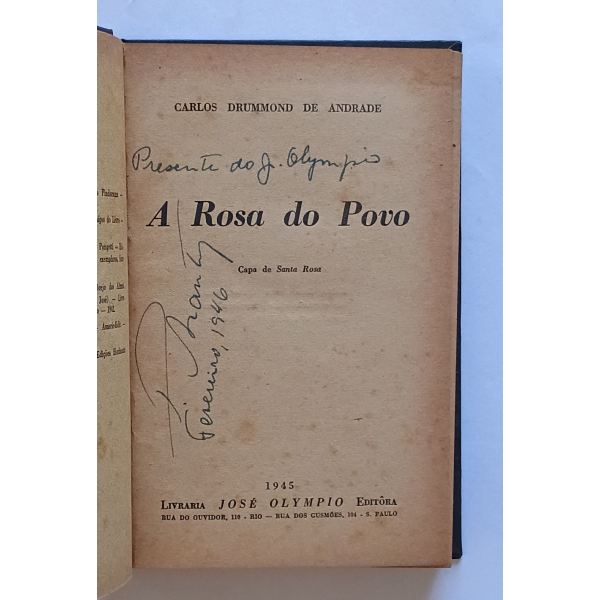 CARLOS DRUMMOND DE ANDRADE
Presente do J. Olympio
A Rosa do Povo
Capa de Santa Rosa
Fevereiro, 1946
1945
LIVRARIA JOSÉ OLYMPIO EDITÔRA
RUA DO OUVIDOR, 110 - RIO — RUA DOS GUSMÕES, 104 - S. PAULO